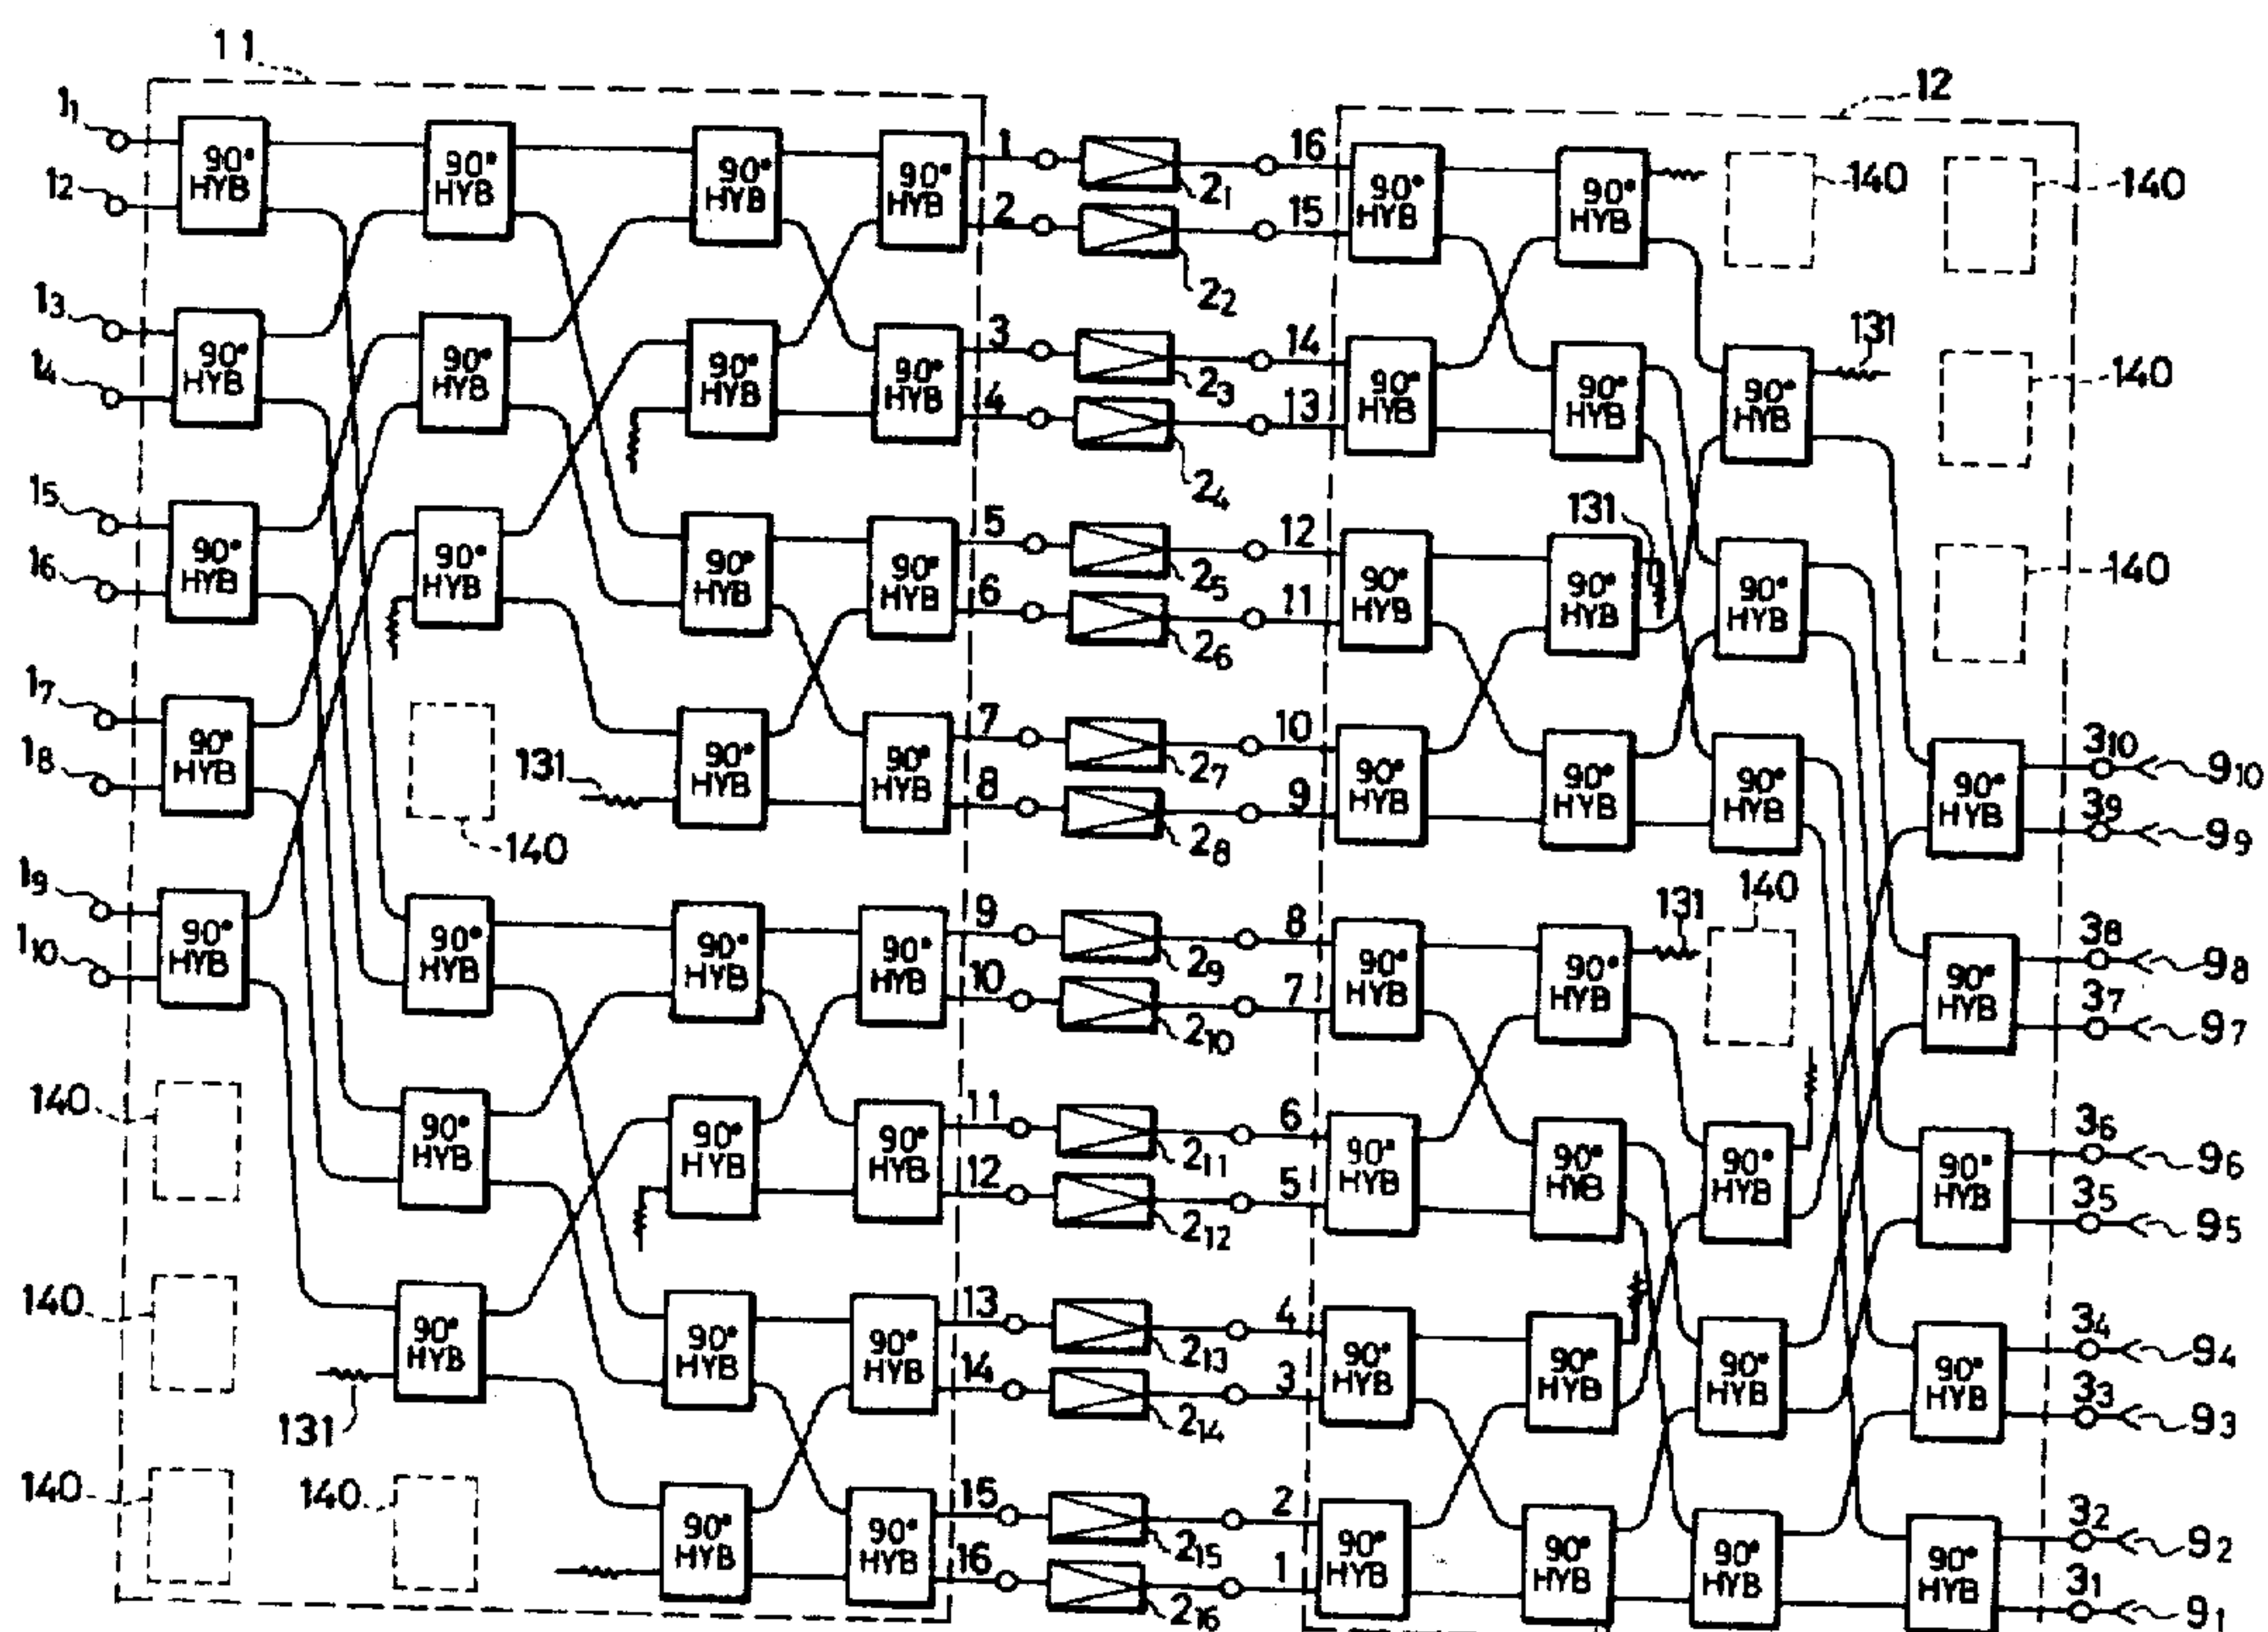 11
12
1₁
1₂
90° HYB
90° HYB
90° HYB
90° HYB
1
2
2₁
2₂
16
15
90° HYB
90° HYB
140
140
1₃
1₄
90° HYB
90° HYB
90° HYB
90° HYB
3
4
2₃
2₄
14
13
90° HYB
90° HYB
90° HYB
131
140
1₅
1₆
90° HYB
90° HYB
90° HYB
90° HYB
5
6
2₅
2₆
12
11
90° HYB
90° HYB
131
90° HYB
140
1₇
1₈
90° HYB
140
131
90° HYB
90° HYB
7
8
2₇
2₈
10
9
90° HYB
90° HYB
90° HYB
90° HYB
3₁₀
9₁₀
3₉
9₉
1₉
1₁₀
90° HYB
90° HYB
90° HYB
90° HYB
9
10
2₉
2₁₀
8
7
90° HYB
90° HYB
131
140
90° HYB
3₈
9₈
3₇
9₇
140
90° HYB
90° HYB
90° HYB
11
12
2₁₁
2₁₂
6
5
90° HYB
90° HYB
90° HYB
90° HYB
3₆
9₆
3₅
9₅
140
90° HYB
131
90° HYB
90° HYB
13
14
2₁₃
2₁₄
4
3
90° HYB
90° HYB
90° HYB
90° HYB
3₄
9₄
3₃
9₃
140
140
90° HYB
90° HYB
15
16
2₁₅
2₁₆
2
1
90° HYB
90° HYB
90° HYB
90° HYB
3₂
9₂
3₁
9₁